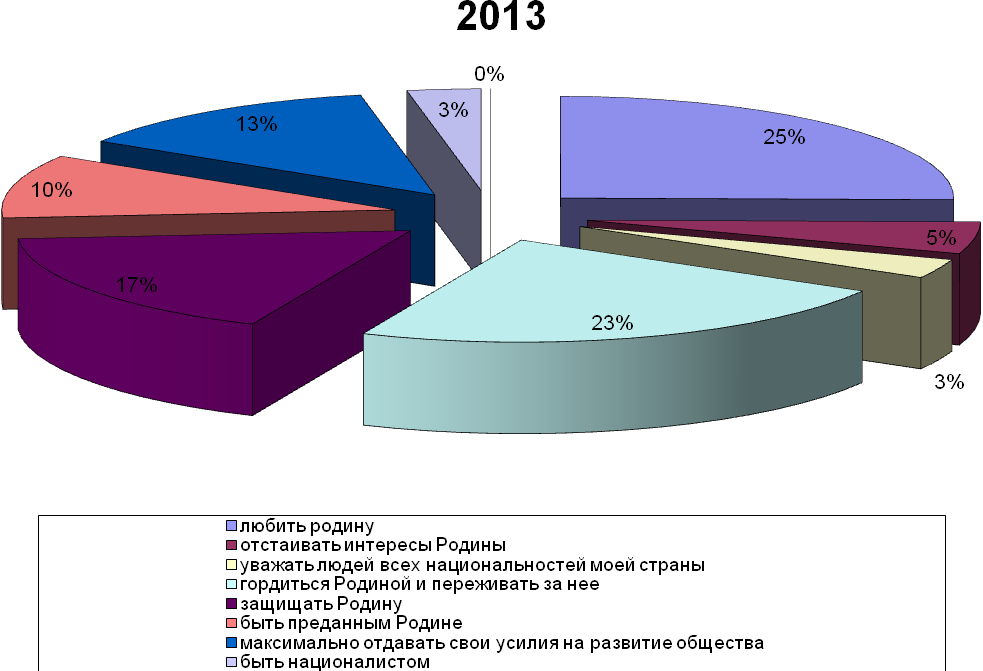 2013
0%
3%
13%
25%
10%
5%
17%
23%
3%
любить родину
отстаивать интересы Родины
уважать людей всех национальностей моей страны
гордиться Родиной и переживать за нее
защищать Родину
быть преданным Родине
максимально отдавать свои усилия на развитие общества
быть националистом